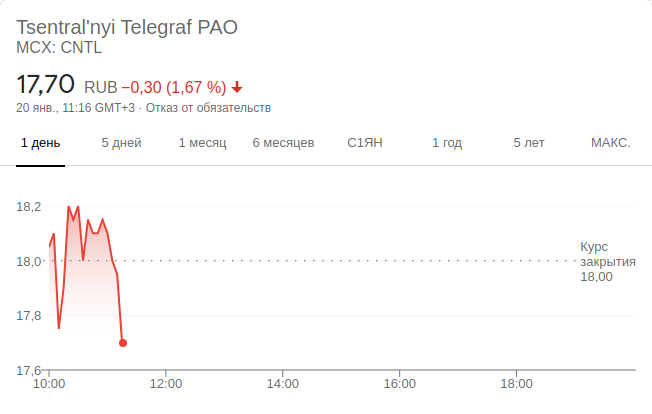 Tsentral'nyi Telegraf PAO
MCX: CNTL
17,70 RUB −0,30 (1,67 %)
20 янв., 11:16 GMT+3 · Отказ от обязательств
1 день 5 дней 1 месяц 6 месяцев С1ЯН 1 год 5 лет МАКС.
18,2
Курс
18,0 закрытия
18,00
17,8
17,6
10:00 12:00 14:00 16:00 18:00